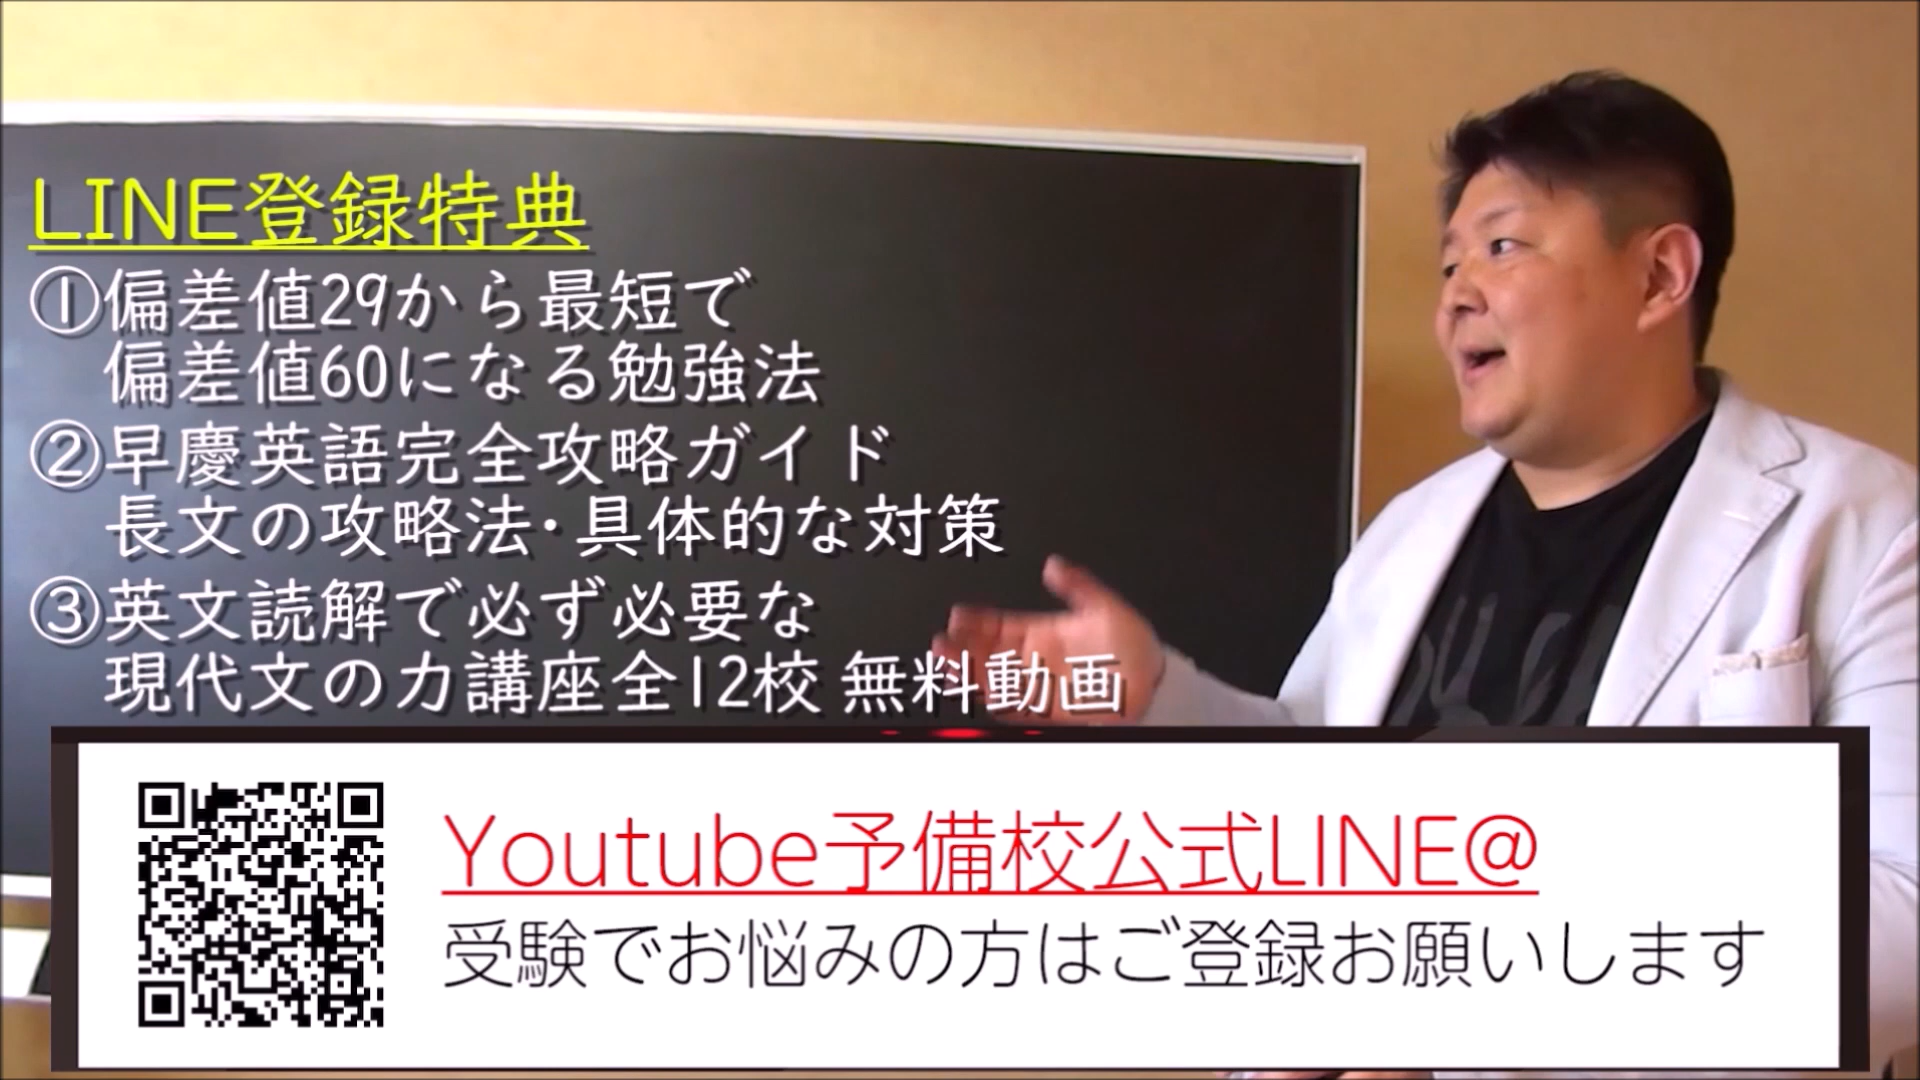 LINE登録特典
①偏差値29から最短で
偏差値60になる勉強法
②早慶英語完全攻略ガイド
長文の攻略法･具体的な対策
③英文読解で必ず必要な
現代文の力講座全12校 無料動画
Youtube予備校公式LINE@
受験でお悩みの方はご登録お願いします